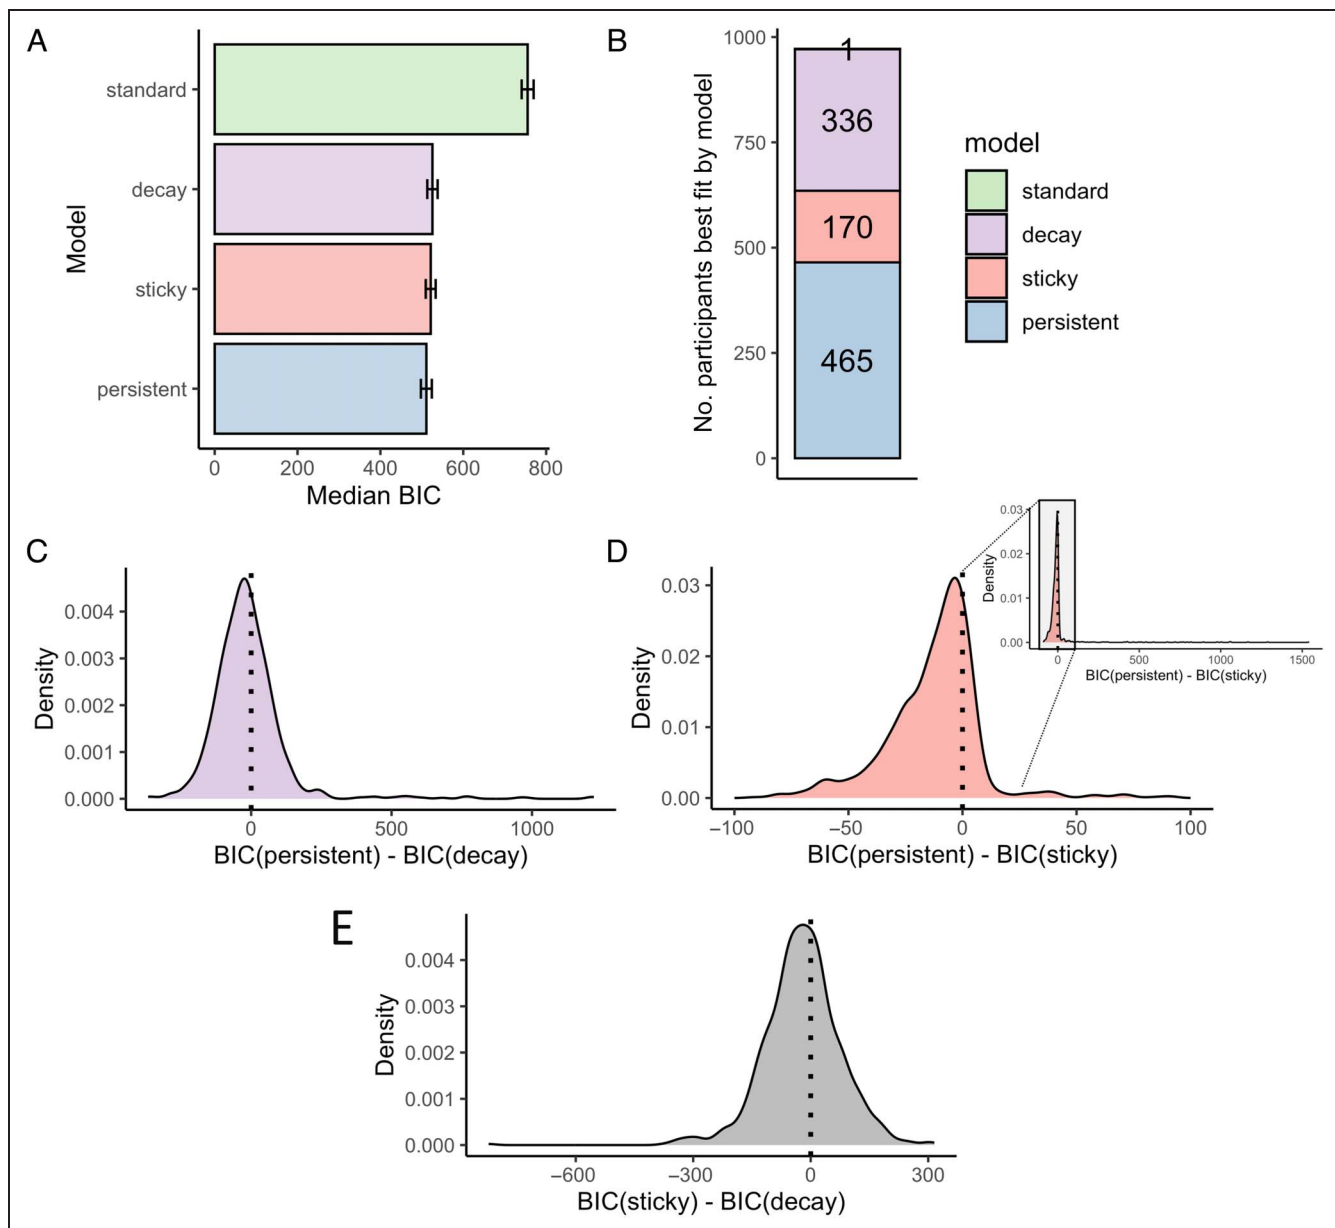 A
standard
decay
sticky
persistent
Model
0 200 400 600 800
Median BIC
B
No. participants best fit by model
1000
750
500
250
0
1
336
170
465
model
standard
decay
sticky
persistent
C
Density
0.004
0.003
0.002
0.001
0.000
0 500 1000
BIC(persistent) - BIC(decay)
D
Density
0.03
0.02
0.01
0.00
−100 −50 0 50 100
BIC(persistent) - BIC(sticky)
Density
0.03
0.02
0.01
0.00
0 500 1000 1500
BIC(persistent) - BIC(sticky)
E
Density
0.004
0.003
0.002
0.001
0.000
−600 −300 0 300
BIC(sticky) - BIC(decay)